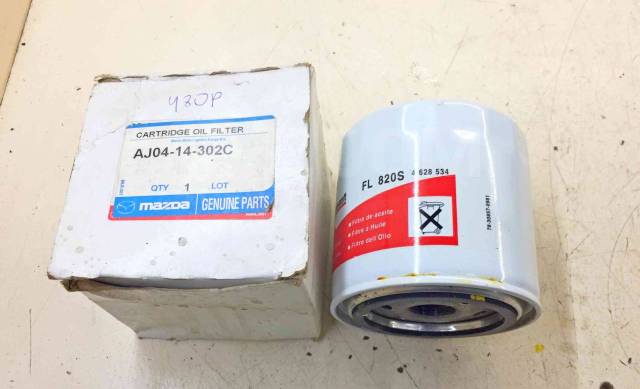 430P
CARTRIDGE OIL FILTER
AJ04-14-302C
QTY 1 LOT
mazda GENUINE PARTS
FL 820S 4 628 534
Filtro de aceite
Filtre à Huile
Filtro dell'Olio